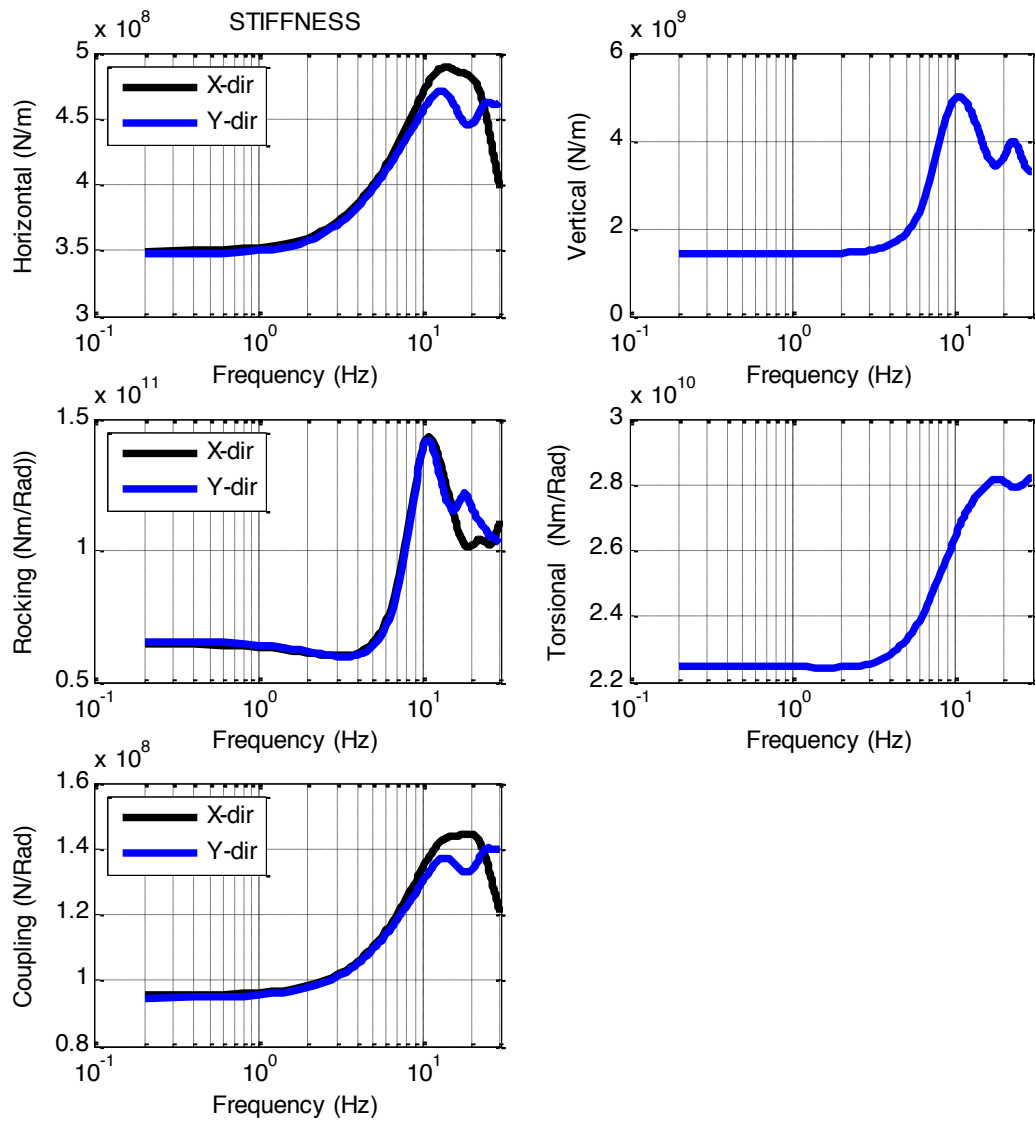 STIFFNESS
x 10^8
5
4.5
4
3.5
3
Horizontal (N/m)
X-dir
Y-dir
10^-1
10^0
10^1
Frequency (Hz)
x 10^9
6
4
2
0
Vertical (N/m)
10^-1
10^0
10^1
Frequency (Hz)
x 10^11
1.5
1
0.5
Rocking (Nm/Rad))
X-dir
Y-dir
10^-1
10^0
10^1
Frequency (Hz)
x 10^10
3
2.8
2.6
2.4
2.2
Torsional (Nm/Rad)
10^-1
10^0
10^1
Frequency (Hz)
x 10^8
1.6
1.4
1.2
1
0.8
Coupling (N/Rad)
X-dir
Y-dir
10^-1
10^0
10^1
Frequency (Hz)